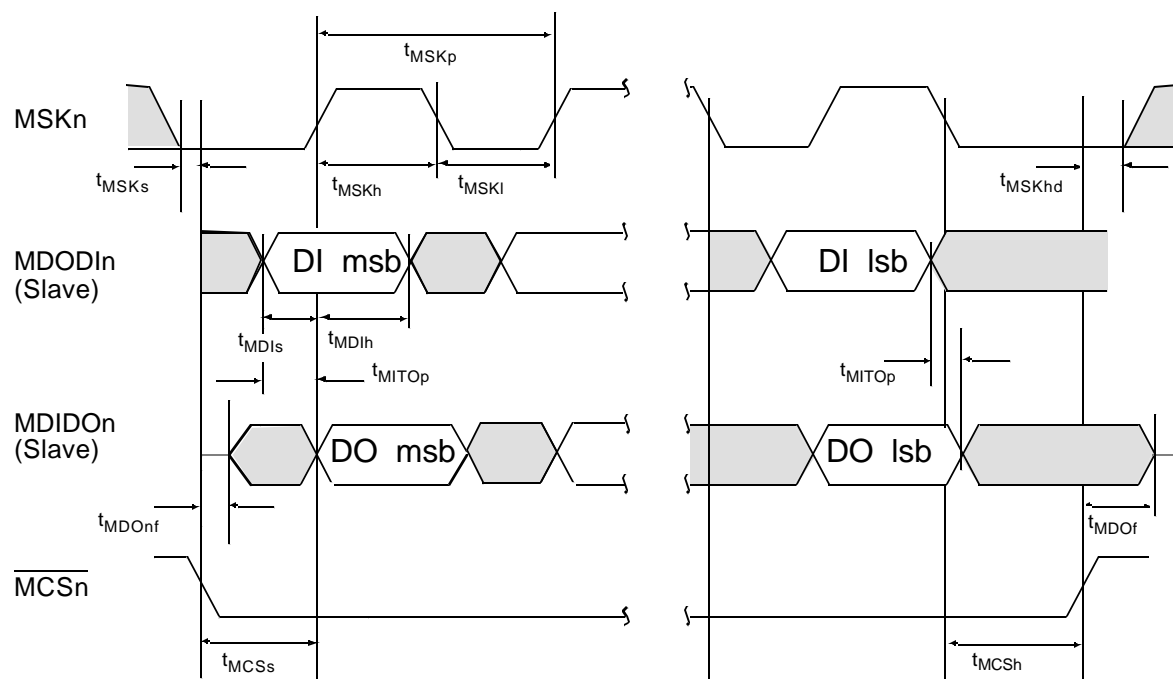 tMSKp
MSKn
tMSKs
tMSKh
tMSKl
tMSKhd
MDODIn
(Slave)
DI msb
DI lsb
tMDIs
tMDIh
tMITOp
tMITOp
MDIDOn
(Slave)
DO msb
DO lsb
tMDOnf
tMDOf
MCSn
tMCSs
tMCSh